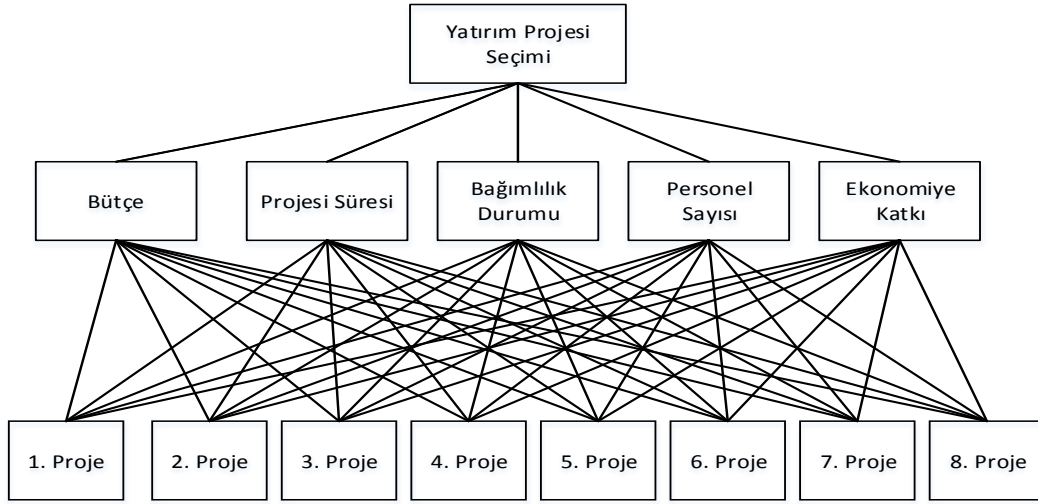 Yatırım Projesi
Seçimi
Bütçe
Projesi Süresi
Bağımlılık
Durumu
Personel
Sayısı
Ekonomiye
Katkı
1. Proje
2. Proje
3. Proje
4. Proje
5. Proje
6. Proje
7. Proje
8. Proje